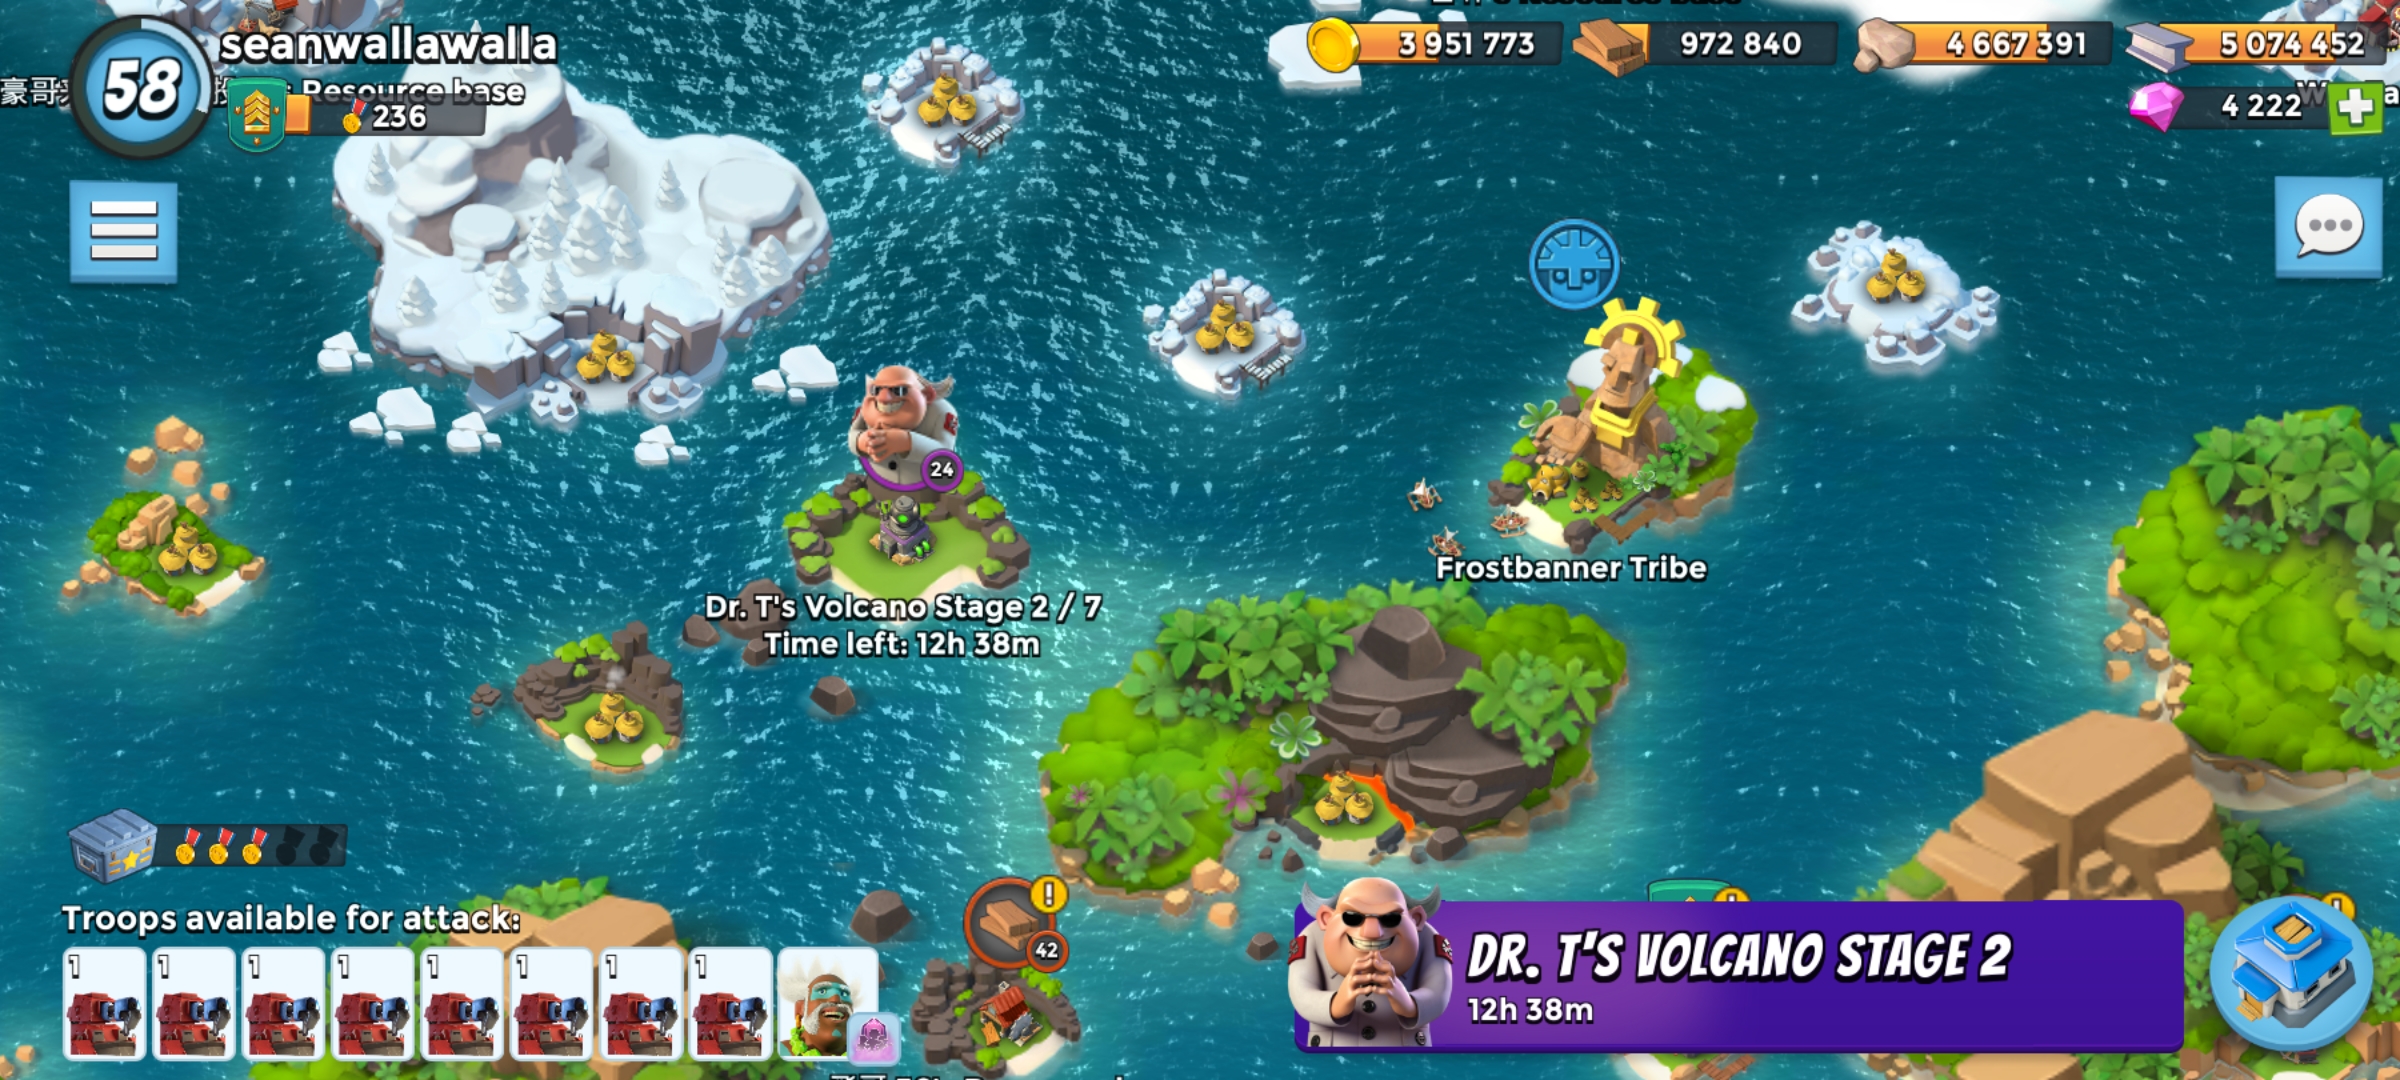 58
seanwallawalla
Resource base
236
3 951 773
972 840
4 667 391
5 074 452
4 222
24
Dr. T's Volcano Stage 2 / 7
Time left: 12h 38m
Frostbanner Tribe
!
42
Troops available for attack:
1 1 1 1 1 1 1 1
DR. T'S VOLCANO STAGE 2
12h 38m